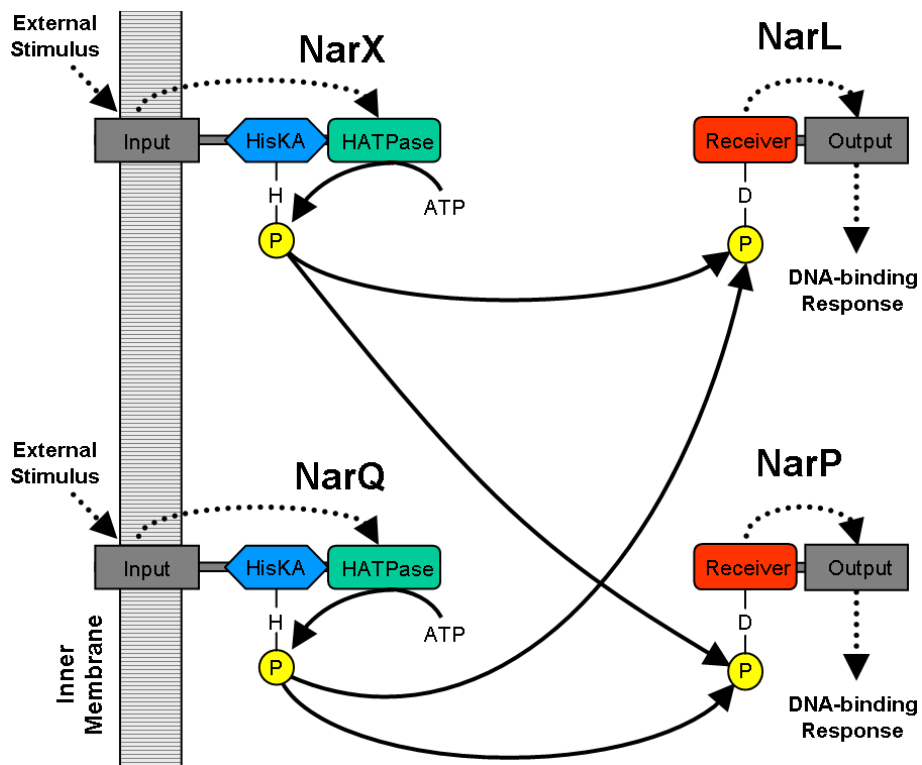 External
Stimulus
NarX
NarL
Input
HisKA
HATPase
Receiver
Output
H
ATP
D
P
P
DNA-binding
Response
External
Stimulus
NarQ
NarP
Input
HisKA
HATPase
Receiver
Output
H
ATP
D
P
P
Inner
Membrane
DNA-binding
Response